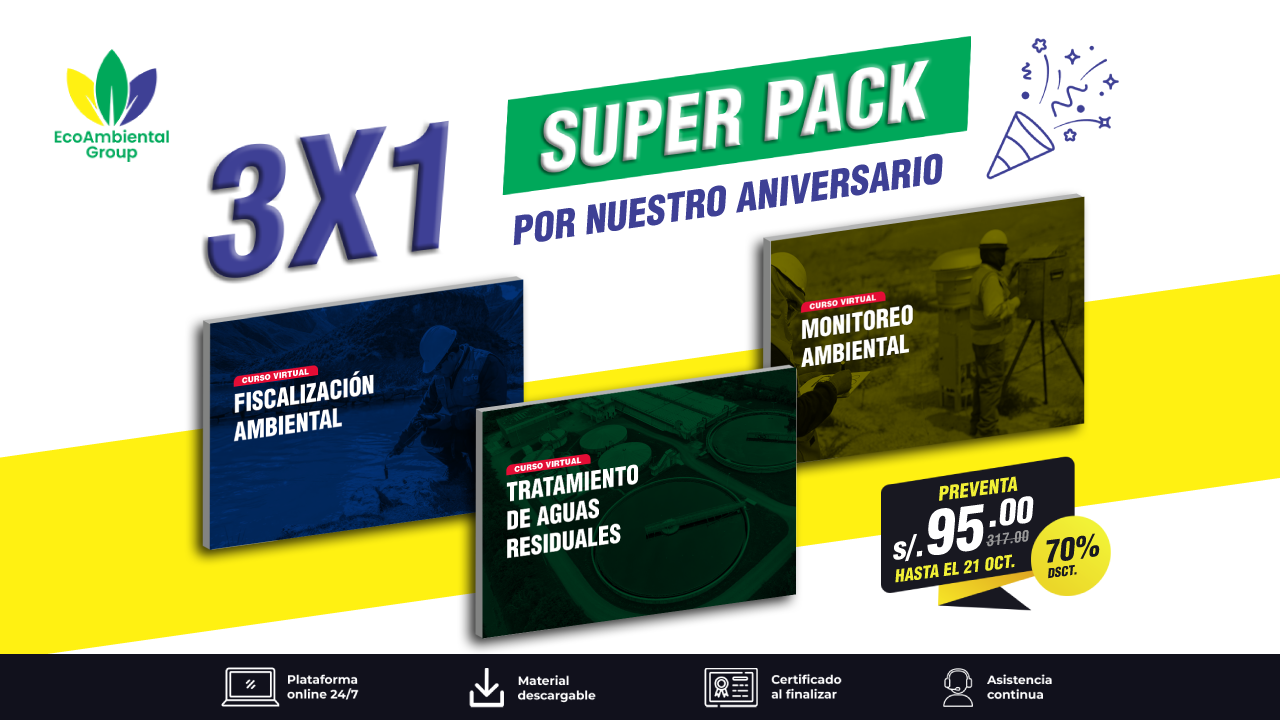 EcoAmbiental
Group
3X1
SUPER PACK
POR NUESTRO ANIVERSARIO
CURSO VIRTUAL
FISCALIZACIÓN
AMBIENTAL
CURSO VIRTUAL
TRATAMIENTO
DE AGUAS
RESIDUALES
CURSO VIRTUAL
MONITOREO
AMBIENTAL
PREVENTA
S/.95.00
317.00
HASTA EL 21 OCT.
70%
DSCT.
Plataforma
online 24/7
Material
descargable
Certificado
al finalizar
Asistencia
continua